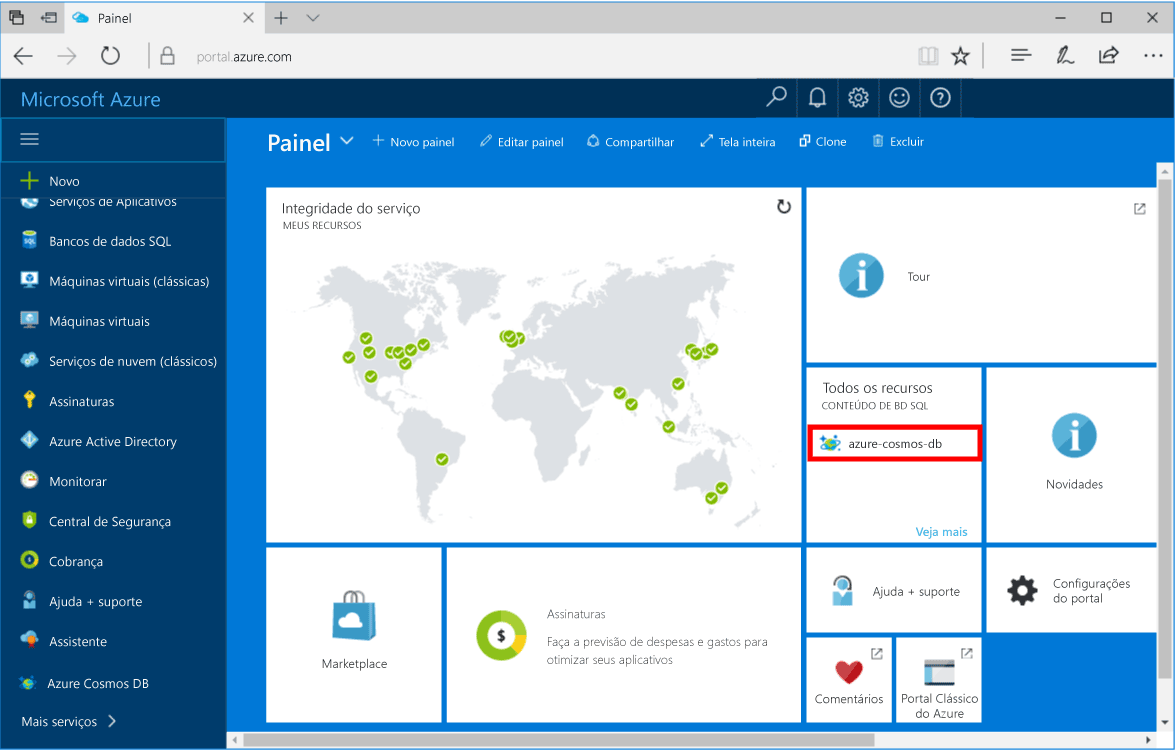 Painel
portal.azure.com
Microsoft Azure
Novo
Serviços de Aplicativos
Bancos de dados SQL
Máquinas virtuais (clássicas)
Máquinas virtuais
Serviços de nuvem (clássicos)
Assinaturas
Azure Active Directory
Monitorar
Central de Segurança
Cobrança
Ajuda + suporte
Assistente
Azure Cosmos DB
Mais serviços
Painel
Novo painel
Editar painel
Compartilhar
Tela inteira
Clone
Excluir
Integridade do serviço
MEUS RECURSOS
Tour
Todos os recursos
CONTEÚDO DE BD SQL
azure-cosmos-db
Veja mais
Novidades
Marketplace
Assinaturas
Faça a previsão de despesas e gastos para
otimizar seus aplicativos
Ajuda + suporte
Configurações
do portal
Comentários
Portal Clássico
do Azure